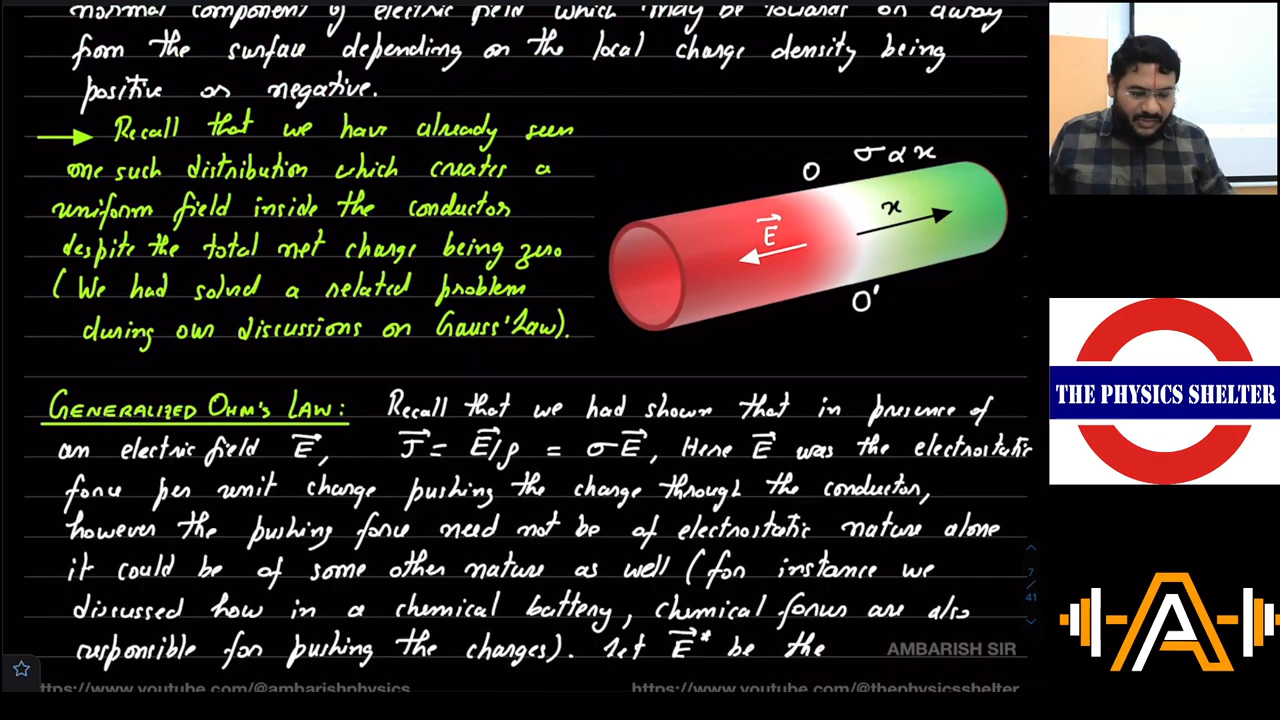 normal component of electric field which may be towards or away
from the surface depending on the local charge density being
positive or negative.
→ Recall that we have already seen
one such distribution which creates a
uniform field inside the conductor
despite the total net charge being zero
(We had solved a related problem
during our discussions on Gauss' Law).
O
σ α x
x
E⃗
O'
GENERALIZED OHM'S LAW: Recall that we had shown that in presence of
an electric field E⃗, J⃗ = E⃗/ρ = σE⃗, Here E⃗ was the electrostatic
force per unit charge pushing the charge through the conductor,
however the pushing force need not be of electrostatic nature alone
it could be of some other nature as well (for instance we
discussed how in a chemical battery, chemical forces are also
responsible for pushing the charges). Let E⃗* be the
THE PHYSICS SHELTER
7
41
AMBARISH SIR
https://www.youtube.com/@ambarishphysics
https://www.youtube.com/@thephysicsshelter